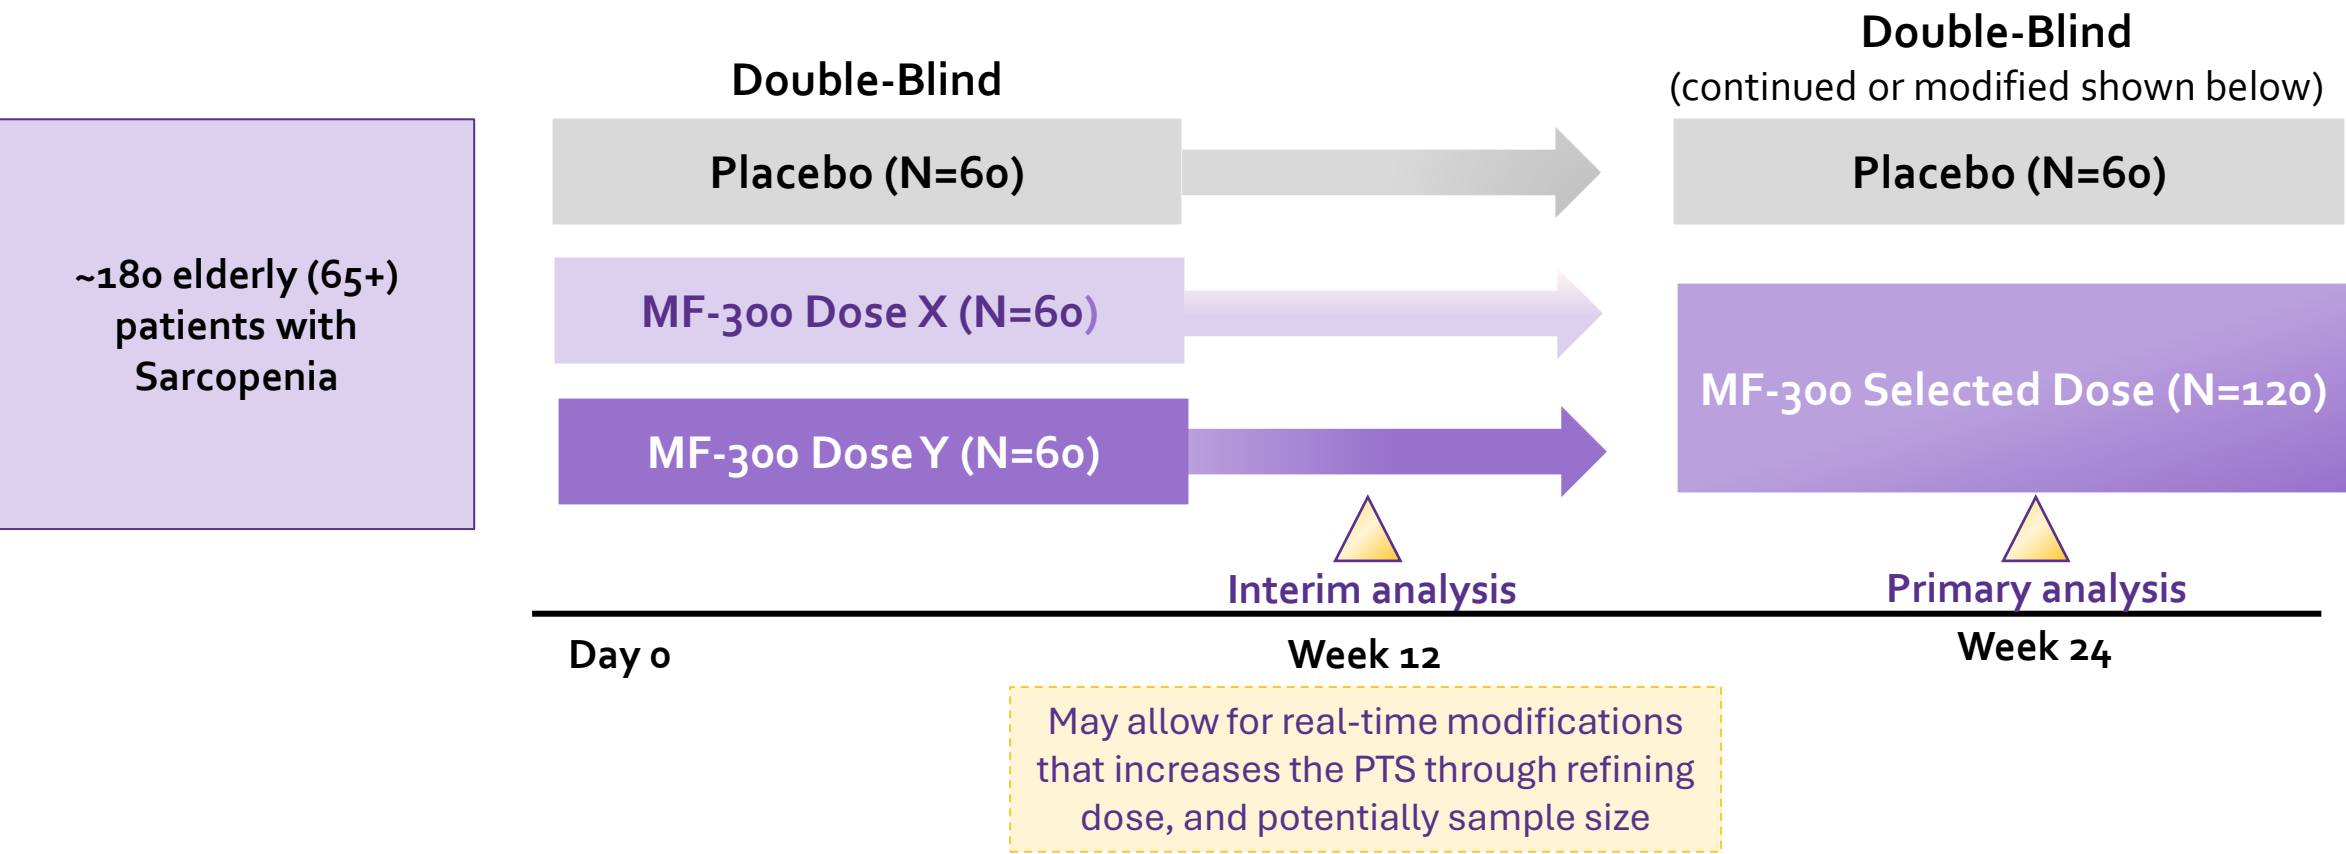 Double-Blind
Double-Blind
(continued or modified shown below)
~180 elderly (65+)
patients with
Sarcopenia
Placebo (N=60)
Placebo (N=60)
MF-300 Dose X (N=60)
MF-300 Dose Y (N=60)
MF-300 Selected Dose (N=120)
Interim analysis
Primary analysis
Day 0
Week 12
Week 24
May allow for real-time modifications
that increases the PTS through refining
dose, and potentially sample size